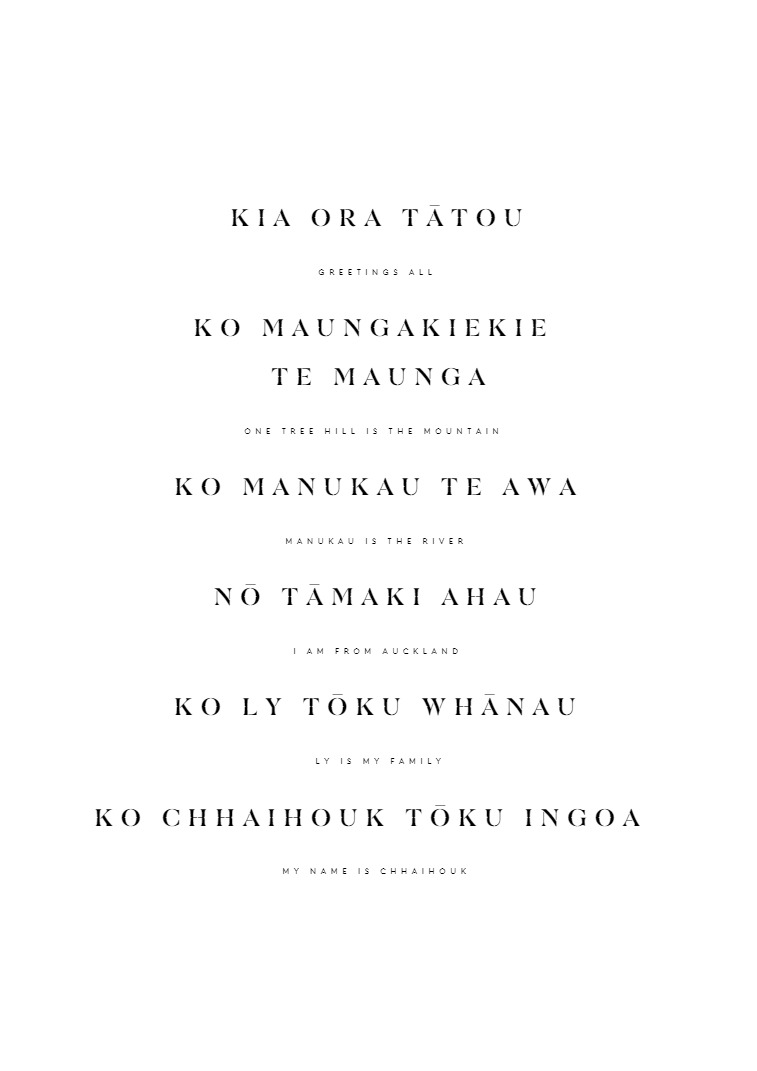 KIA ORA TĀTOU
GREETINGS ALL
KO MAUNGAKIEKIE
TE MAUNGA
ONE TREE HILL IS THE MOUNTAIN
KO MANUKAU TE AWA
MANUKAU IS THE RIVER
NŌ TĀMAKI AHAU
I AM FROM AUCKLAND
KO LY TŌKU WHĀNAU
LY IS MY FAMILY
KO CHHAIHOUK TŌKU INGOA
MY NAME IS CHHAIHOUK